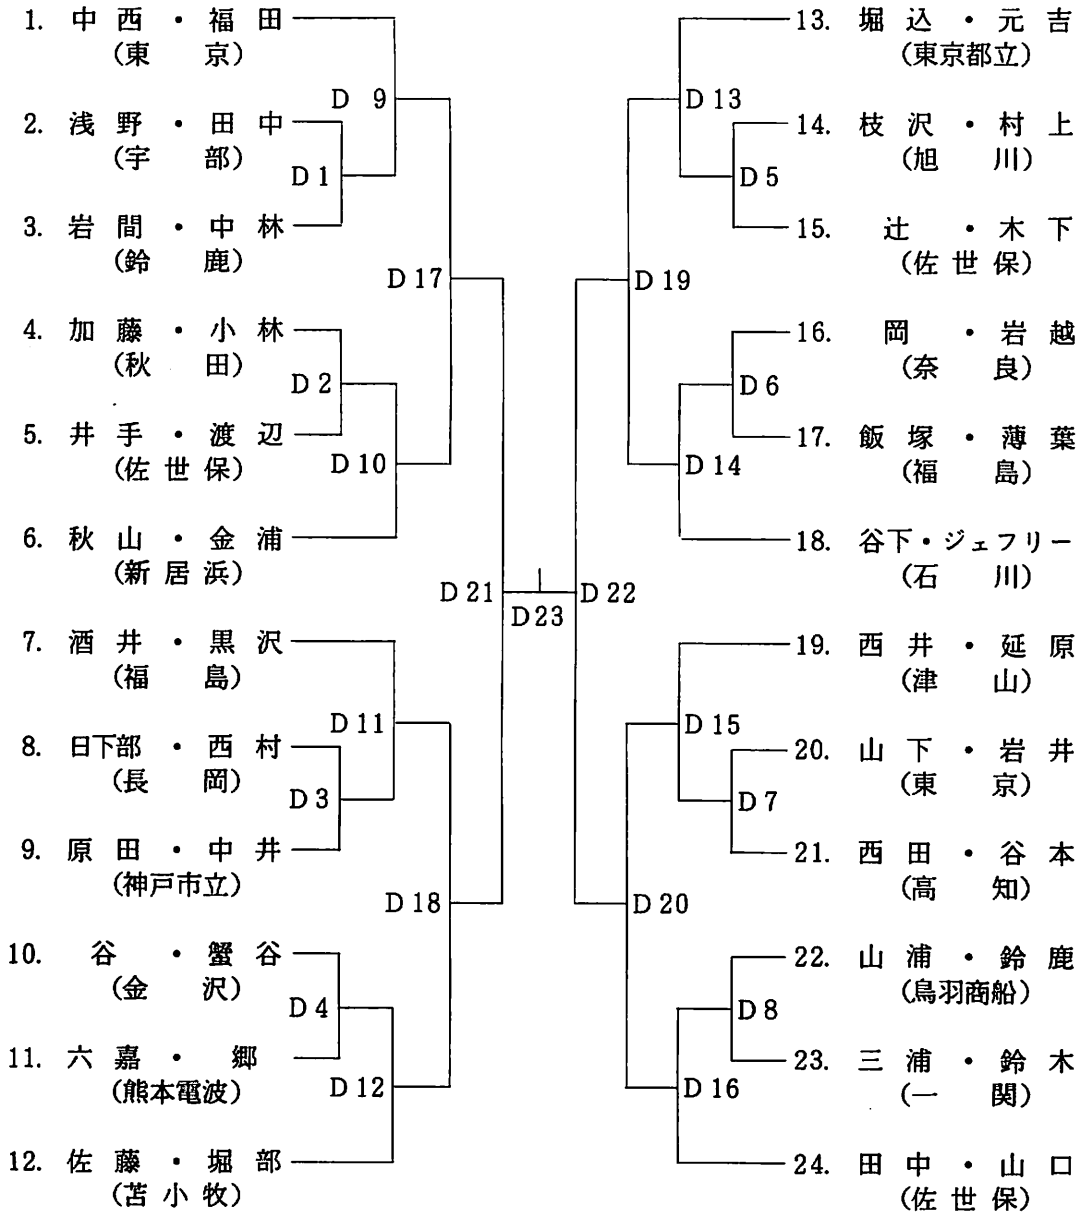 1. 中西・福田
(東京)
D 9
2. 浅野・田中
(宇部)
D 1
3. 岩間・中林
(鈴鹿)
D 17
4. 加藤・小林
(秋田)
D 2
5. 井手・渡辺
(佐世保)
D 10
6. 秋山・金浦
(新居浜)
D 21
7. 酒井・黒沢
(福島)
D 11
8. 日下部・西村
(長岡)
D 3
9. 原田・中井
(神戸市立)
D 18
10. 谷・蟹谷
(金沢)
D 4
11. 六嘉・郷
(熊本電波)
D 12
12. 佐藤・堀部
(苫小牧)
D 23
13. 堀込・元吉
(東京都立)
D 13
14. 枝沢・村上
(旭川)
D 5
15. 辻・木下
(佐世保)
D 19
16. 岡・岩越
(奈良)
D 6
17. 飯塚・薄葉
(福島)
D 14
18. 谷下・ジェフリー
(石川)
D 22
19. 西井・延原
(津山)
D 15
20. 山下・岩井
(東京)
D 7
21. 西田・谷本
(高知)
D 20
22. 山浦・鈴鹿
(鳥羽商船)
D 8
23. 三浦・鈴木
(一関)
D 16
24. 田中・山口
(佐世保)